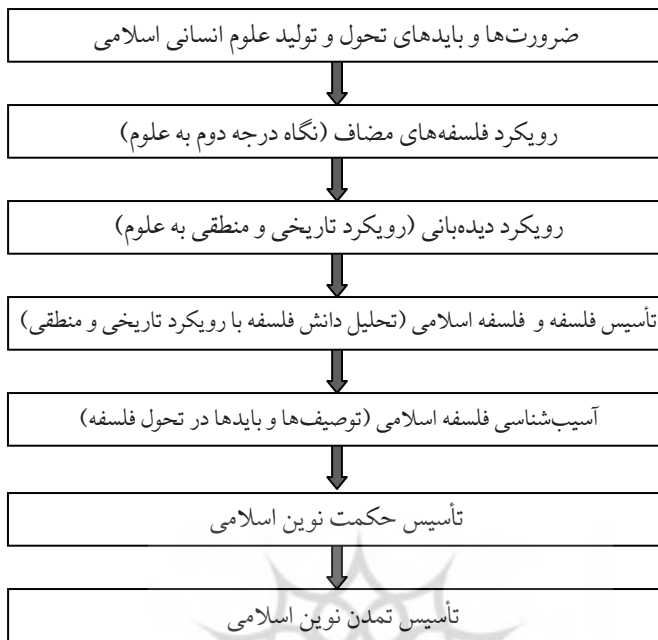 ضرورت‌ها و بایدهای تحول و تولید علوم انسانی اسلامی
رویکرد فلسفه‌های مضاف (نگاه درجه دوم به علوم)
رویکرد دیده‌بانی (رویکرد تاریخی و منطقی به علوم)
تأسیس فلسفه و فلسفه اسلامی (تحلیل دانش فلسفه با رویکرد تاریخی و منطقی)
آسیب‌شناسی فلسفه اسلامی (توصیف‌ها و بایدها در تحول فلسفه)
تأسیس حکمت نوین اسلامی
تأسیس تمدن نوین اسلامی